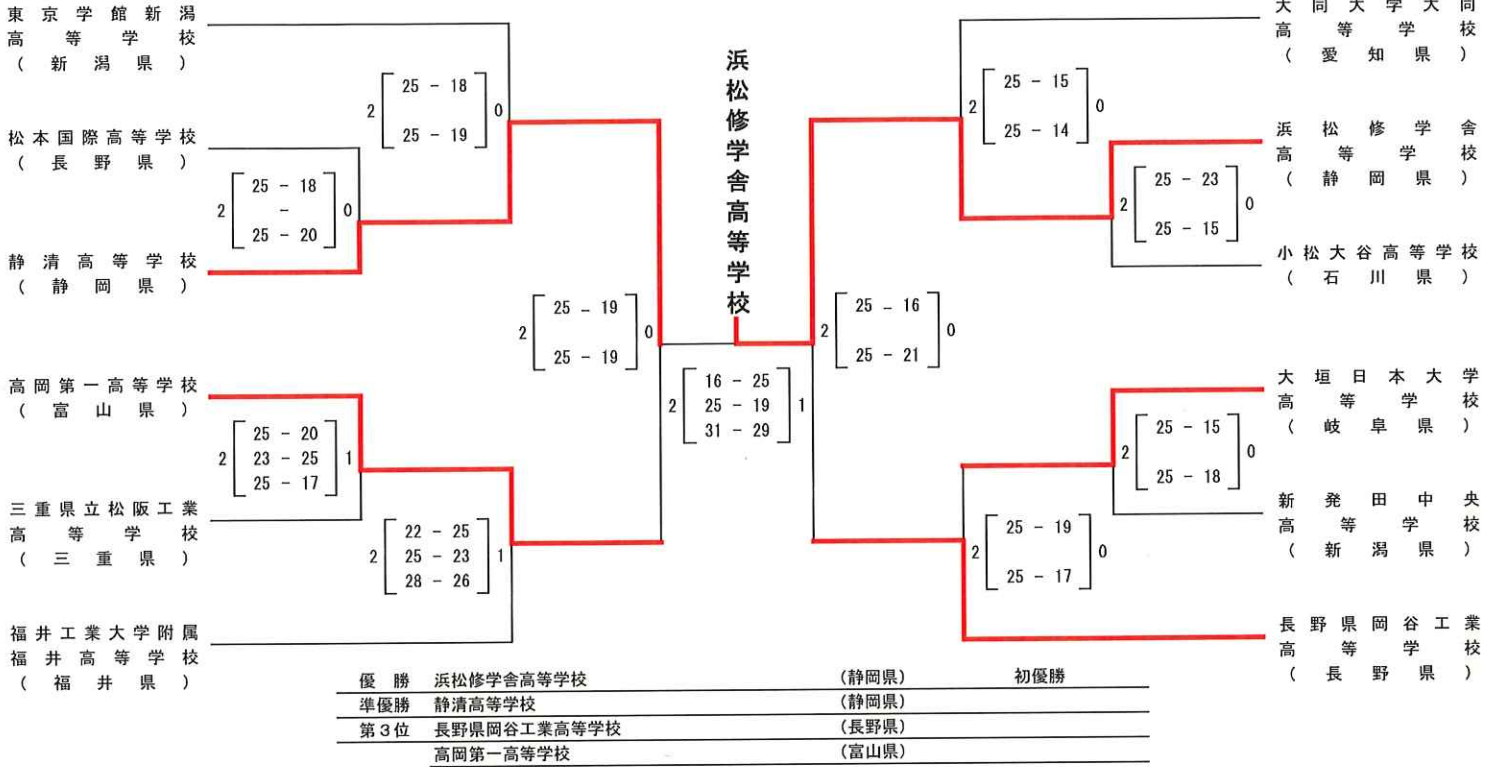 東京学館新潟
高等学校
（新潟県）
2 25 - 18 0
25 - 19
松本国際高等学校
（長野県）
2 25 - 18 0
-
25 - 20
静清高等学校
（静岡県）
2 25 - 19 0
25 - 19
高岡第一高等学校
（富山県）
2 25 - 20 1
23 - 25
25 - 17
三重県立松阪工業
高等学校
（三重県）
2 22 - 25 1
25 - 23
28 - 26
福井工業大学附属
福井高等学校
（福井県）
浜松修学舎高等学校
2 16 - 25 1
25 - 19
31 - 29
大同大学大同
高等学校
（愛知県）
2 25 - 15 0
25 - 14
浜松修学舎
高等学校
（静岡県）
2 25 - 23 0
25 - 15
小松大谷高等学校
（石川県）
2 25 - 16 0
25 - 21
大垣日本大学
高等学校
（岐阜県）
2 25 - 15 0
25 - 18
新発田中央
高等学校
（新潟県）
2 25 - 19 0
25 - 17
長野県岡谷工業
高等学校
（長野県）
優勝 浜松修学舎高等学校 (静岡県) 初優勝
準優勝 静清高等学校 (静岡県)
第3位 長野県岡谷工業高等学校 (長野県)
高岡第一高等学校 (富山県)